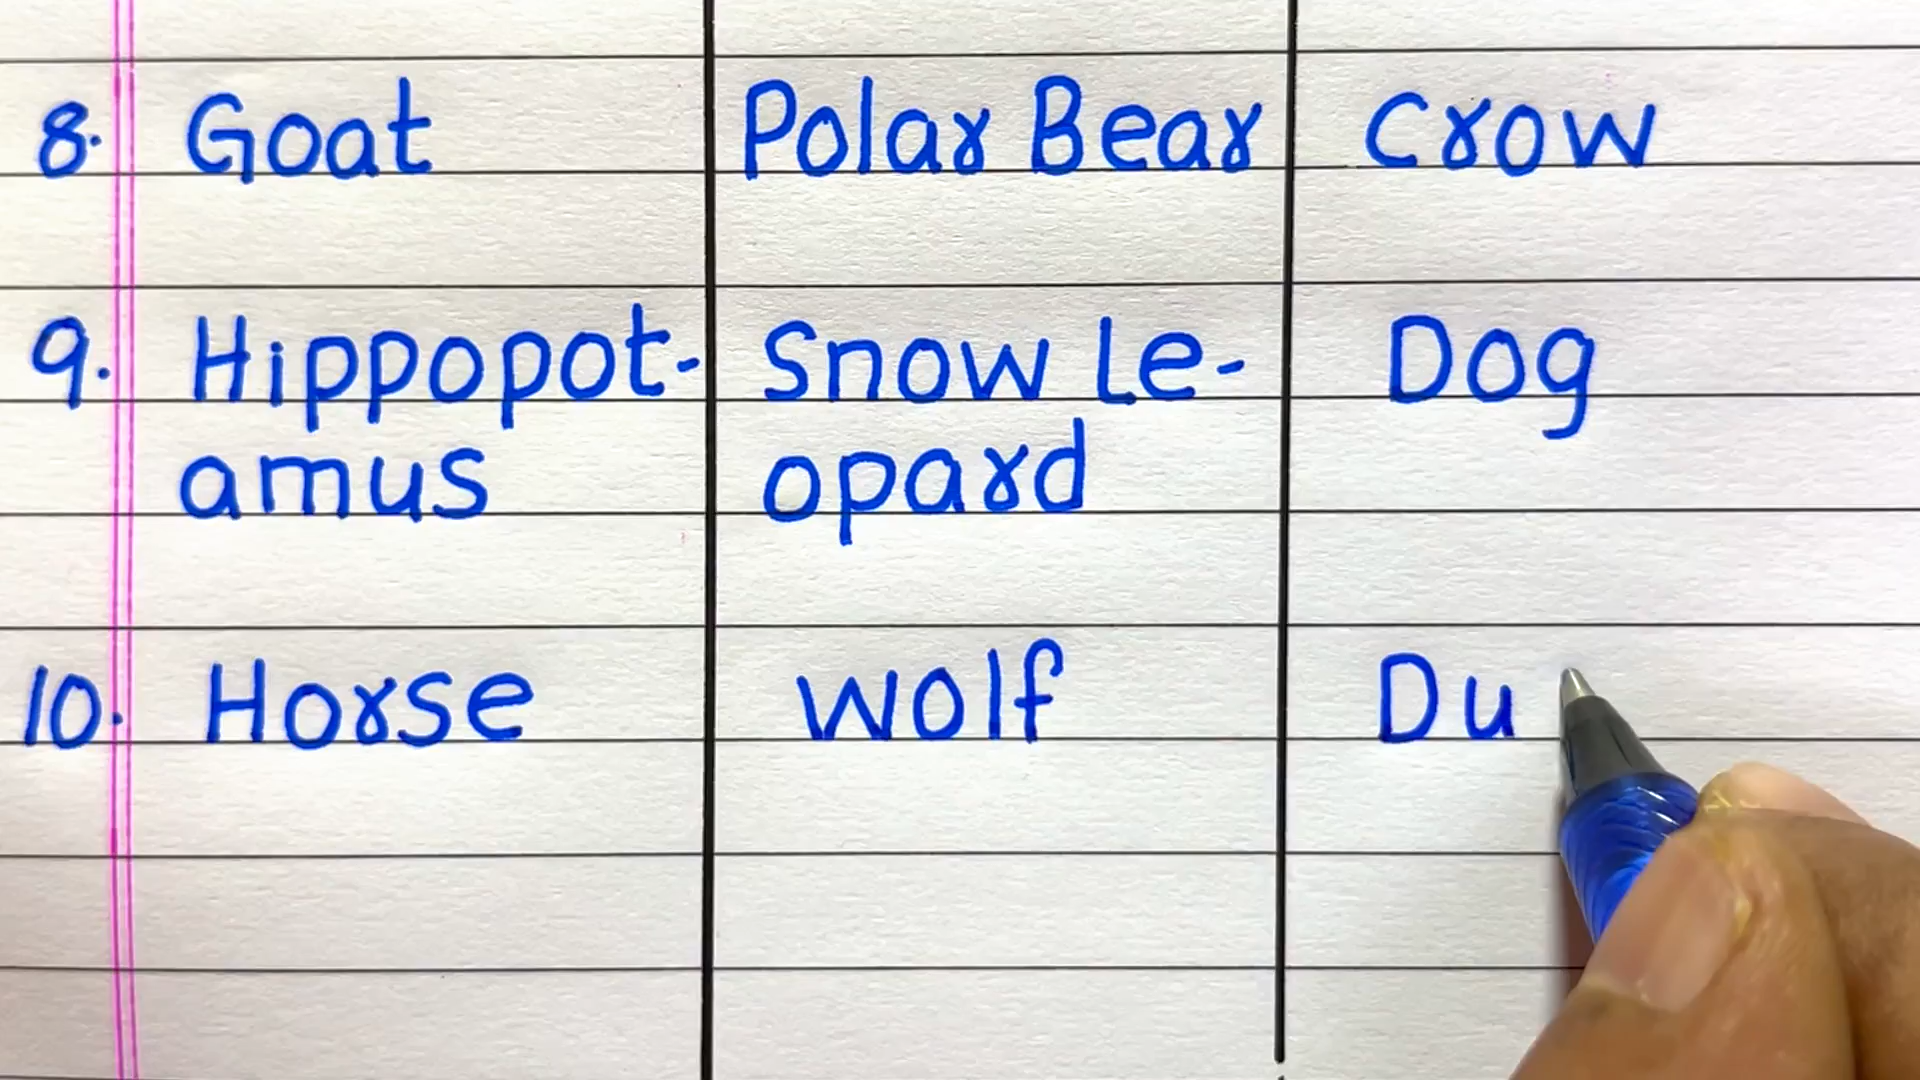 8. Goat Polar Bear Crow
9. Hippopot- Snow Le- Dog
amus opard
10. Horse Wolf Du